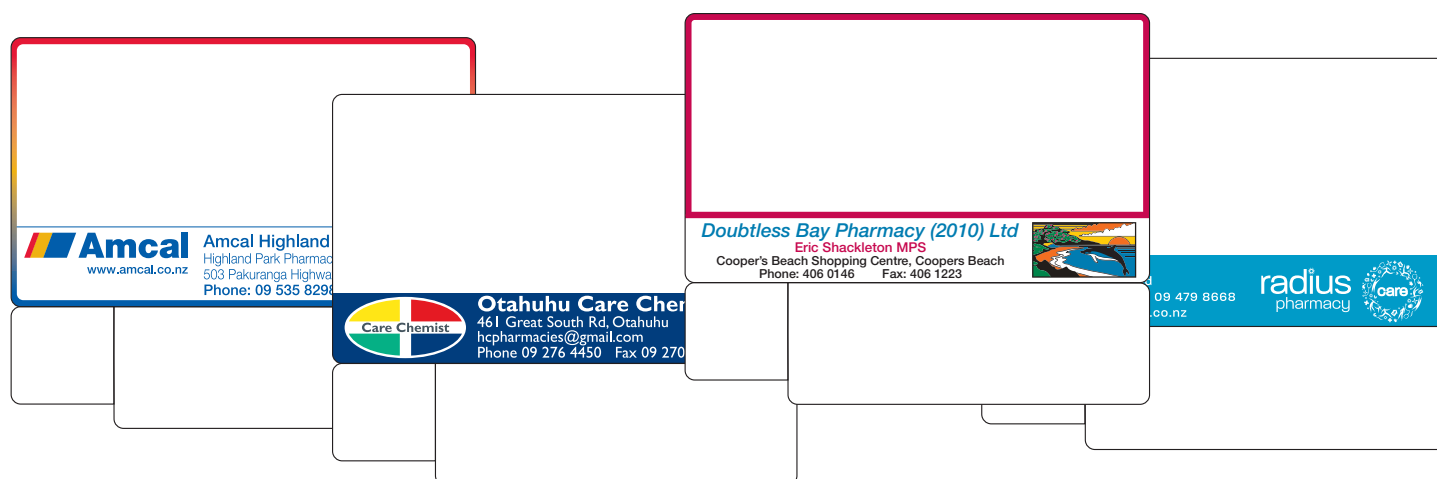 Amcal
www.amcal.co.nz
Amcal Highland
Highland Park Pharmac
503 Pakuranga Highwa
Phone: 09 535 8298
Care Chemist
Otahuhu Care Cher
461 Great South Rd, Otahuhu
hcpharmacies@gmail.com
Phone 09 276 4450 Fax 09 270
Doubtless Bay Pharmacy (2010) Ltd
Eric Shackleton MPS
Cooper's Beach Shopping Centre, Coopers Beach
Phone: 406 0146 Fax: 406 1223
09 479 8668
.co.nz
radius
pharmacy
care